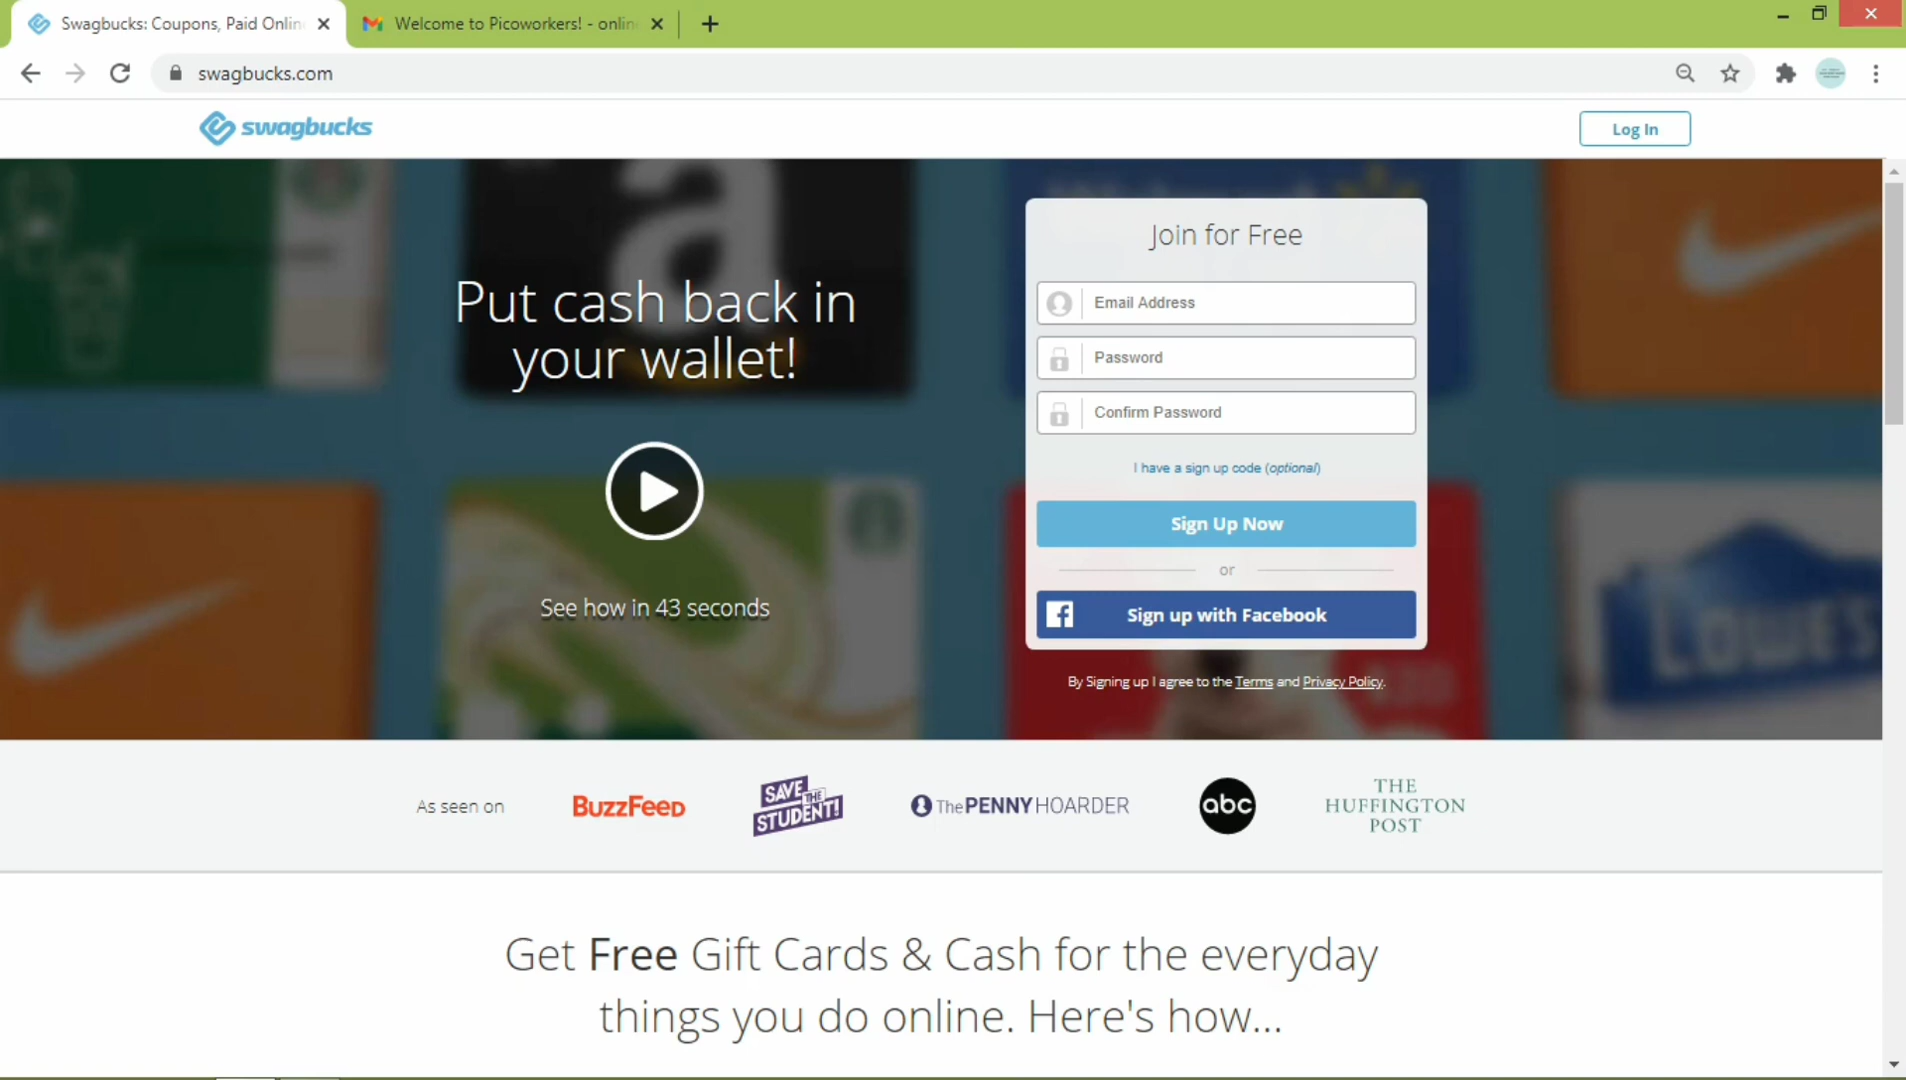 Swagbucks: Coupons, Paid Onlin
Welcome to Picoworkers! - onlin
swagbucks.com
swagbucks
Log In
Put cash back in
your wallet!
See how in 43 seconds
Join for Free
Email Address
Password
Confirm Password
I have a sign up code (optional)
Sign Up Now
or
Sign up with Facebook
By Signing up I agree to the Terms and Privacy Policy.
LOWE'S
As seen on
BuzzFeed
SAVE THE STUDENT!
The PENNY HOARDER
abc
THE
HUFFINGTON
POST
Get Free Gift Cards & Cash for the everyday
things you do online. Here's how...